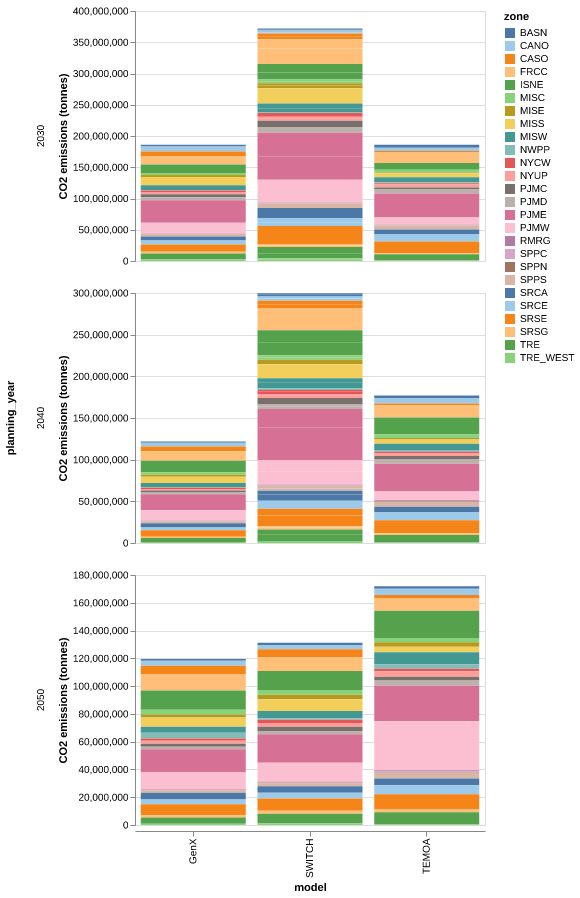 planning_year
2030
CO2 emissions (tonnes)
400,000,000
350,000,000
300,000,000
250,000,000
200,000,000
150,000,000
100,000,000
50,000,000
0
2040
CO2 emissions (tonnes)
300,000,000
250,000,000
200,000,000
150,000,000
100,000,000
50,000,000
0
2050
CO2 emissions (tonnes)
180,000,000
160,000,000
140,000,000
120,000,000
100,000,000
80,000,000
60,000,000
40,000,000
20,000,000
0
GenX
SWITCH
TEMOA
model
zone
BASN
CANO
CASO
FRCC
ISNE
MISC
MISE
MISS
MISW
NWPP
NYCW
NYUP
PJMC
PJMD
PJME
PJMW
RMRG
SPPC
SPPN
SPPS
SRCA
SRCE
SRSE
SRSG
TRE
TRE_WEST